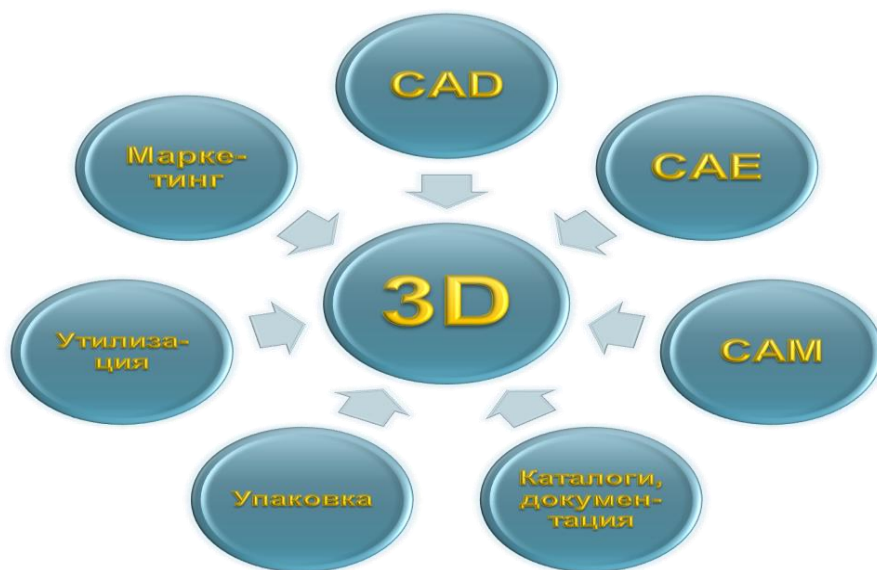 CAD
Марке-
тинг
CAE
3D
Утилиза-
ция
CAM
Упаковка
Каталоги,
докумен-
тация